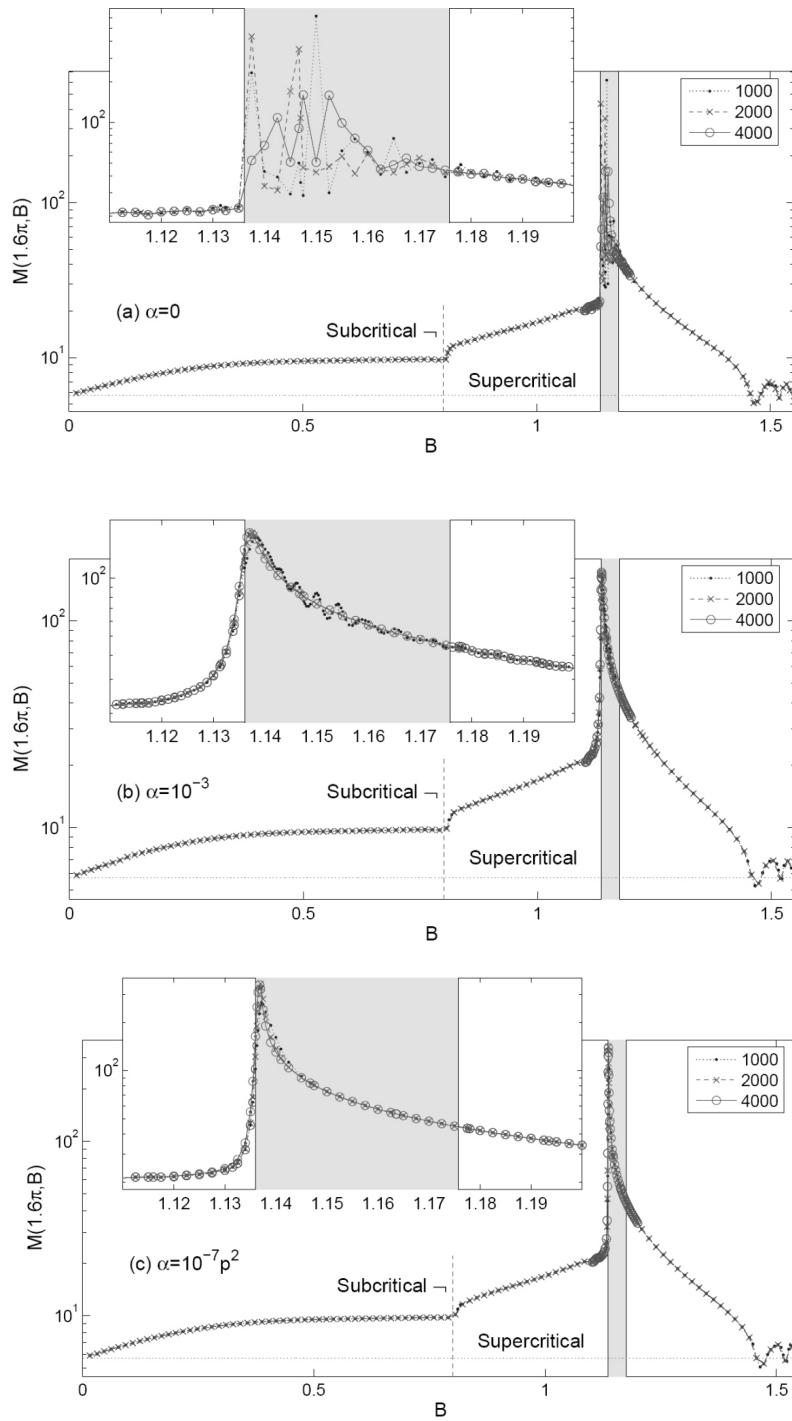 10²
1.12 1.13 1.14 1.15 1.16 1.17 1.18 1.19
1000
2000
4000
10²
M(1.6π,B)
(a) α=0
Subcritical
10¹
Supercritical
0 0.5 1 1.5
B
10²
1.12 1.13 1.14 1.15 1.16 1.17 1.18 1.19
1000
2000
4000
10²
M(1.6π,B)
(b) α=10⁻³
Subcritical
10¹
Supercritical
0 0.5 1 1.5
B
10²
1.12 1.13 1.14 1.15 1.16 1.17 1.18 1.19
1000
2000
4000
10²
M(1.6π,B)
(c) α=10⁻⁷p²
Subcritical
10¹
Supercritical
0 0.5 1 1.5
B